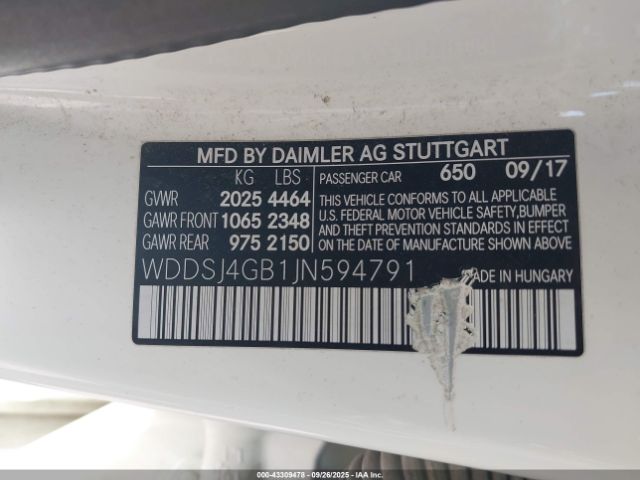 MFD BY DAIMLER AG STUTTGART
KG LBS
GVWR 2025 4464
GAWR FRONT 1065 2348
GAWR REAR 975 2150
PASSENGER CAR 650 09/17
THIS VEHICLE CONFORMS TO ALL APPLICABLE
U.S. FEDERAL MOTOR VEHICLE SAFETY, BUMPER
AND THEFT PREVENTION STANDARDS IN EFFECT
ON THE DATE OF MANUFACTURE SHOWN ABOVE.
WDDSJ4GB1JN594791 MADE IN HUNGARY
000-43309478 - 09/26/2025 - IAAI.COM